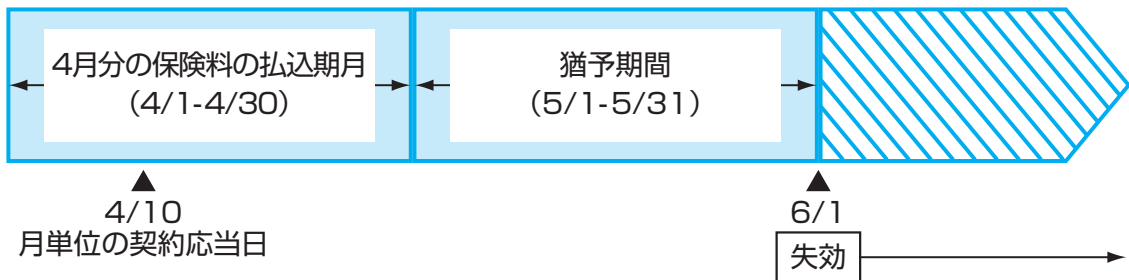 4月分の保険料の払込期月
（4/1-4/30）
猶予期間
（5/1-5/31）
4/10
月単位の契約応当日
6/1
失効